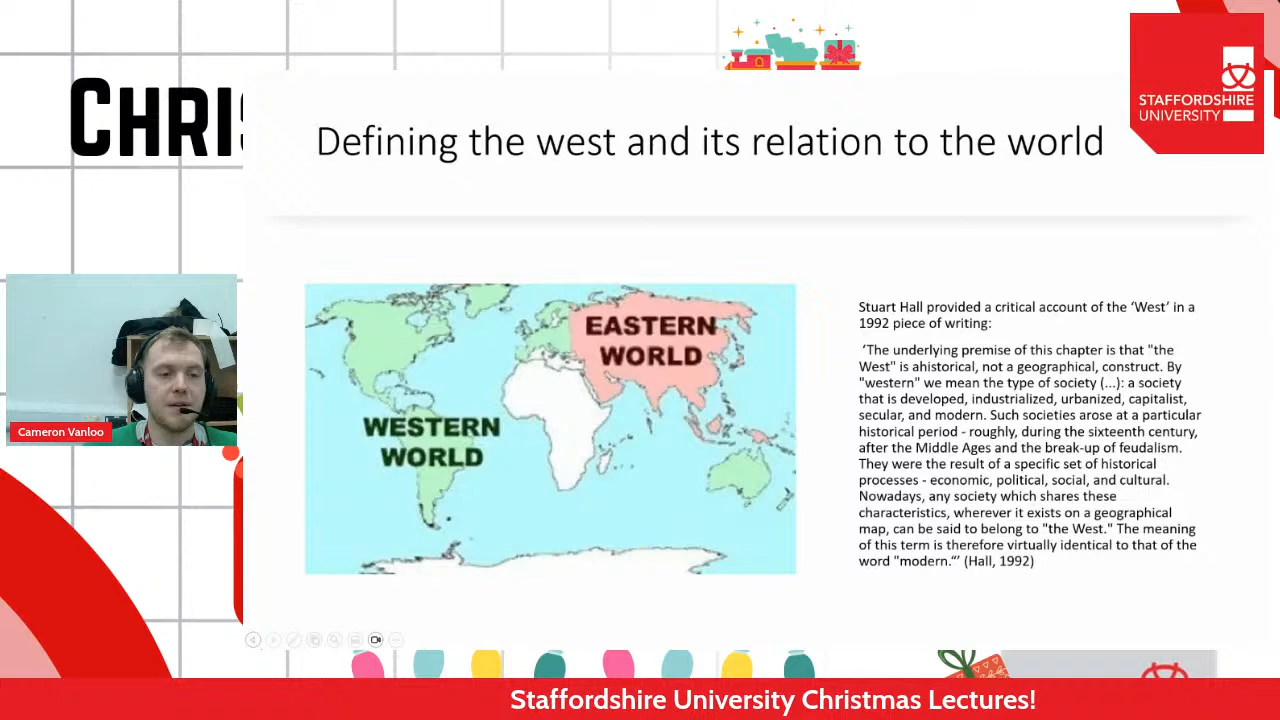 CHRIS
Defining the west and its relation to the world
STAFFORDSHIRE
UNIVERSITY
EASTERN
WORLD
WESTERN
WORLD
Stuart Hall provided a critical account of the ‘West’ in a
1992 piece of writing:
‘The underlying premise of this chapter is that "the
West" is ahistorical, not a geographical, construct. By
"western" we mean the type of society (...): a society
that is developed, industrialized, urbanized, capitalist,
secular, and modern. Such societies arose at a particular
historical period - roughly, during the sixteenth century,
after the Middle Ages and the break-up of feudalism.
They were the result of a specific set of historical
processes - economic, political, social, and cultural.
Nowadays, any society which shares these
characteristics, wherever it exists on a geographical
map, can be said to belong to "the West." The meaning
of this term is therefore virtually identical to that of the
word "modern."’ (Hall, 1992)
Cameron Vanloo
Staffordshire University Christmas Lectures!